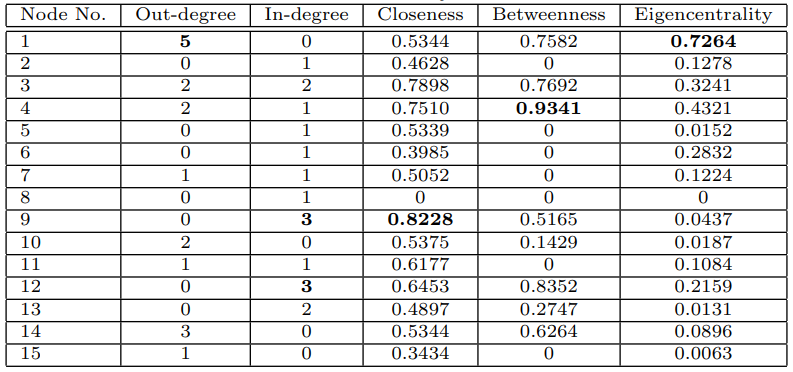 Node No. Out-degree In-degree Closeness Betweenness Eigencentrality
1 5 0 0.5344 0.7582 0.7264
2 0 1 0.4628 0 0.1278
3 2 2 0.7898 0.7692 0.3241
4 2 1 0.7510 0.9341 0.4321
5 0 1 0.5339 0 0.0152
6 0 1 0.3985 0 0.2832
7 1 1 0.5052 0 0.1224
8 0 1 0 0 0
9 0 3 0.8228 0.5165 0.0437
10 2 0 0.5375 0.1429 0.0187
11 1 1 0.6177 0 0.1084
12 0 3 0.6453 0.8352 0.2159
13 0 2 0.4897 0.2747 0.0131
14 3 0 0.5344 0.6264 0.0896
15 1 0 0.3434 0 0.0063